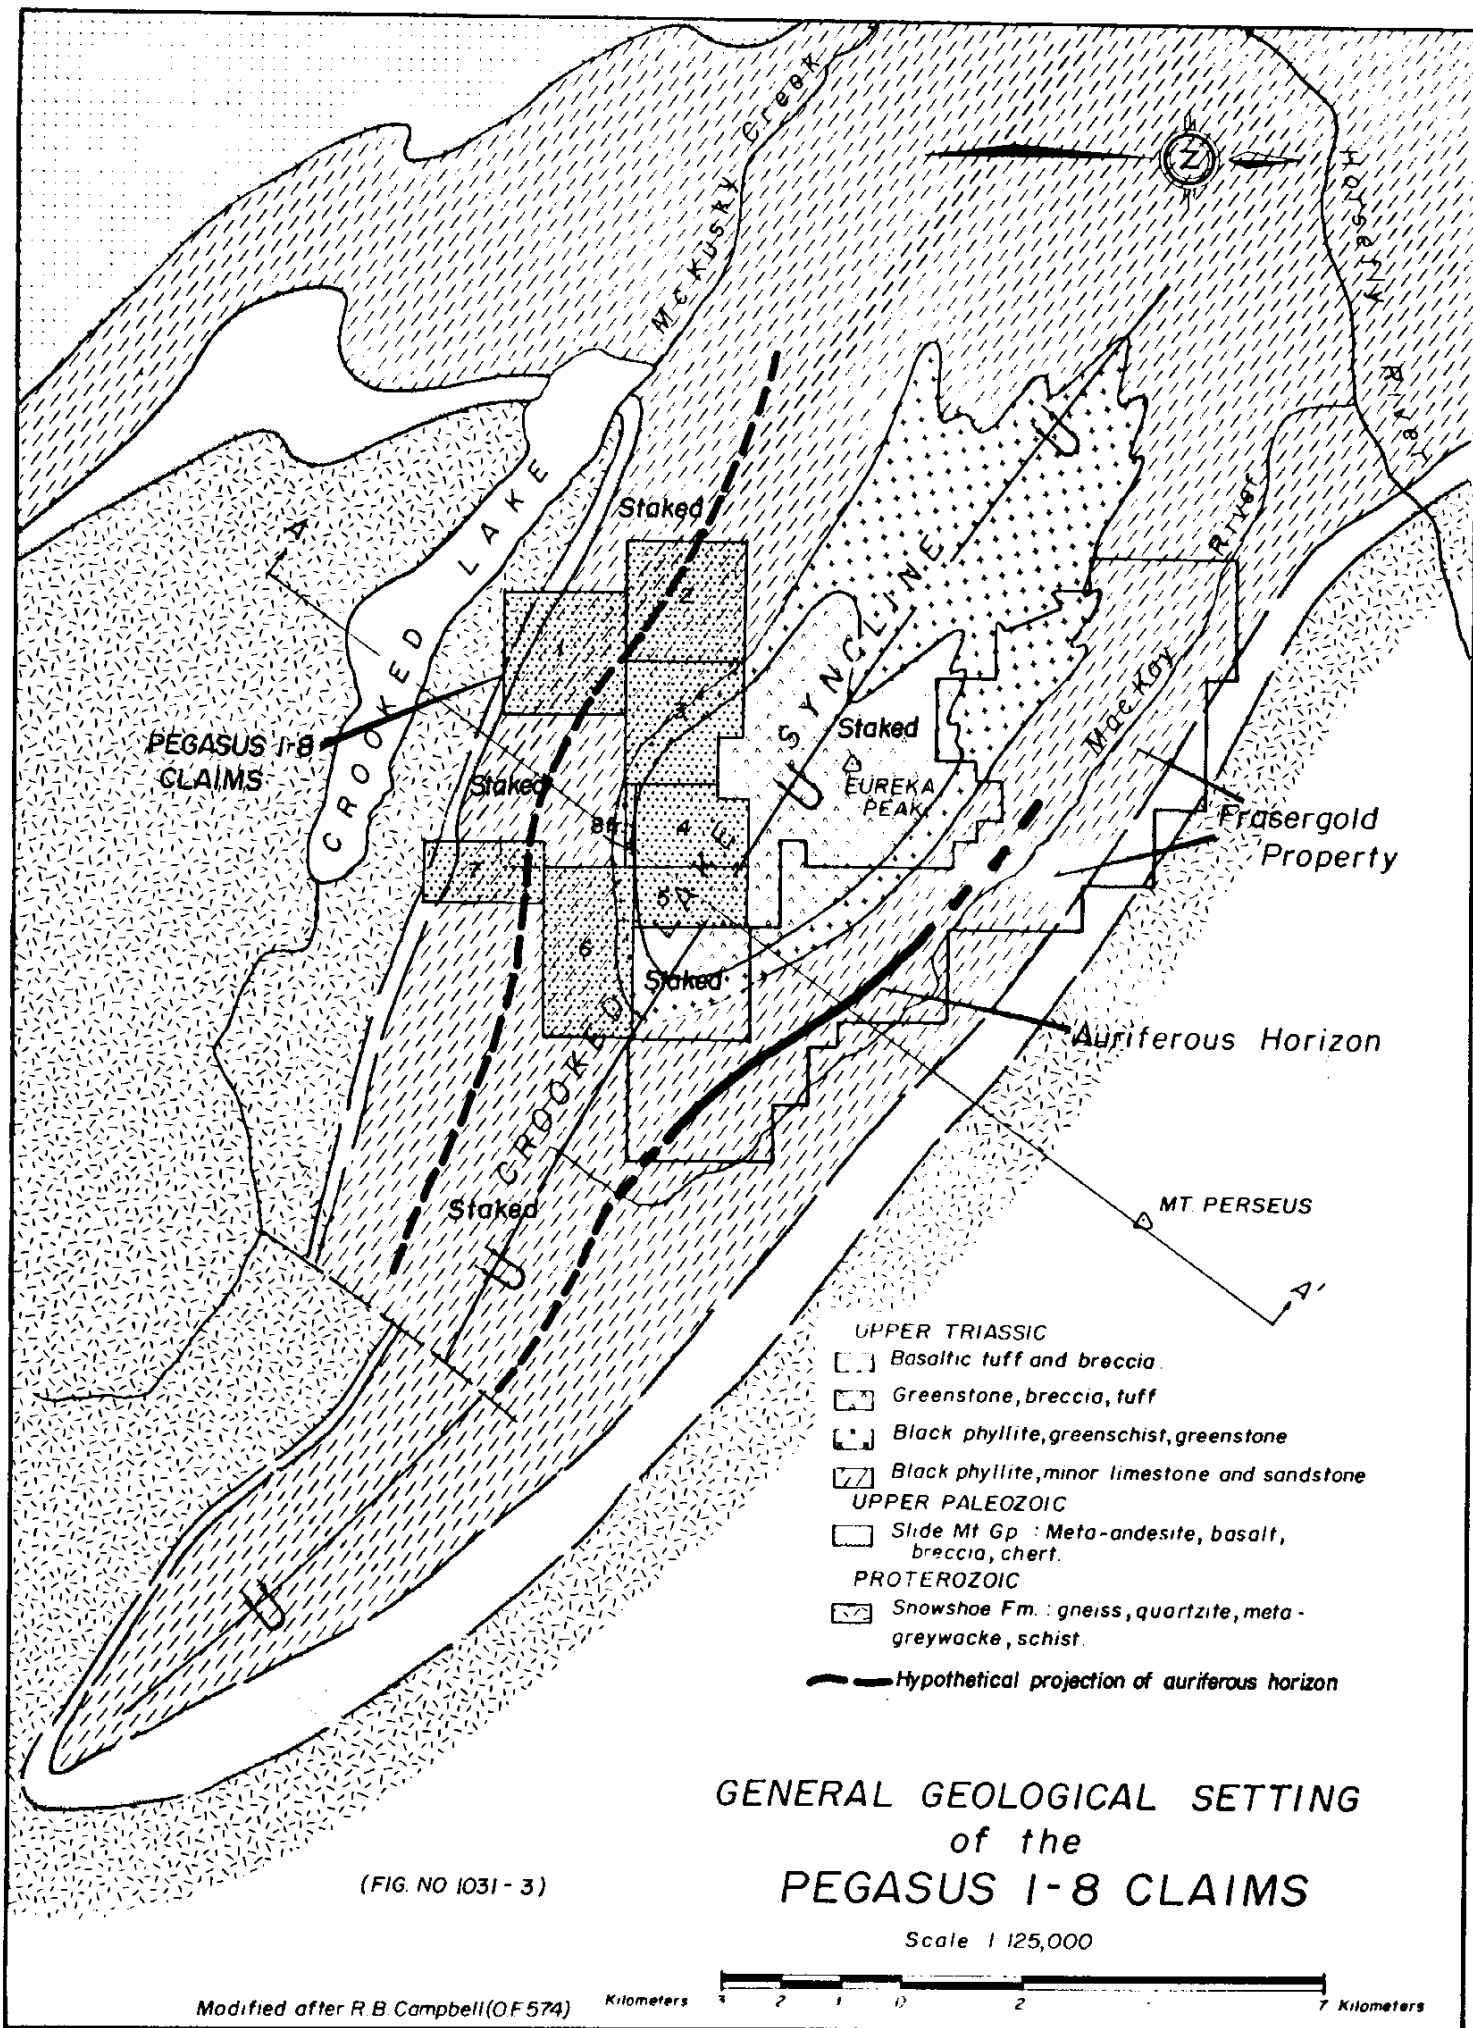 McKusky Creek
Horsefly River
N
CROOKED LAKE
A
Staked
2
1
3
SYNCLINE
Staked
MacKay River
PEGASUS 1-8
CLAIMS
Staked
EUREKA
PEAK
Frasergold
Property
4
7
5
6
Staked
CROOKED LAKE
Auriferous Horizon
Staked
MT. PERSEUS
A'
UPPER TRIASSIC
Basaltic tuff and breccia.
Greenstone, breccia, tuff
Black phyllite, greenschist, greenstone
Black phyllite, minor limestone and sandstone
UPPER PALEOZOIC
Slide Mt Gp : Meta-andesite, basalt,
breccia, chert.
PROTEROZOIC
Snowshoe Fm. : gneiss, quartzite, meta-
greywacke, schist.
Hypothetical projection of auriferous horizon
GENERAL GEOLOGICAL SETTING
of the
PEGASUS 1-8 CLAIMS
(FIG. NO 1031-3)
Scale 1 125,000
Modified after R.B. Campbell (O.F. 574)
Kilometers 3 2 1 0 2 7 Kilometers